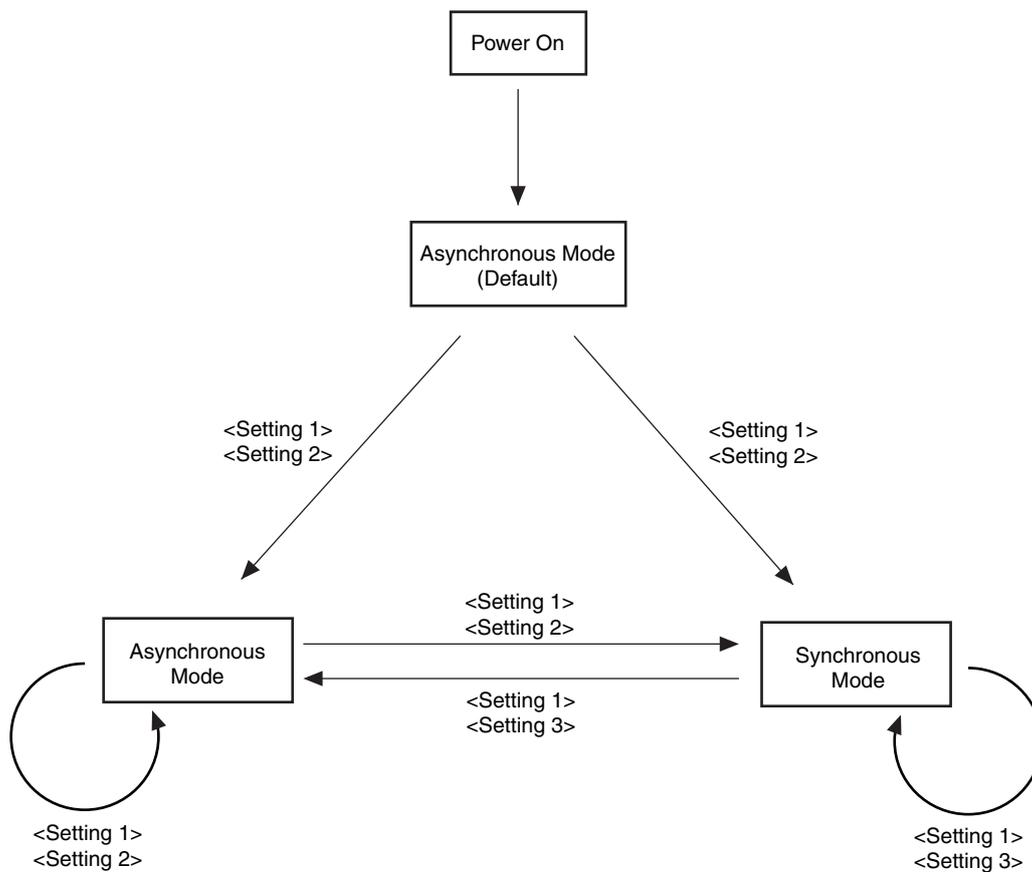 Power On
Asynchronous Mode
(Default)
<Setting 1>
<Setting 2>
<Setting 1>
<Setting 2>
<Setting 1>
<Setting 2>
Asynchronous
Mode
Synchronous
Mode
<Setting 1>
<Setting 3>
<Setting 1>
<Setting 2>
<Setting 1>
<Setting 3>